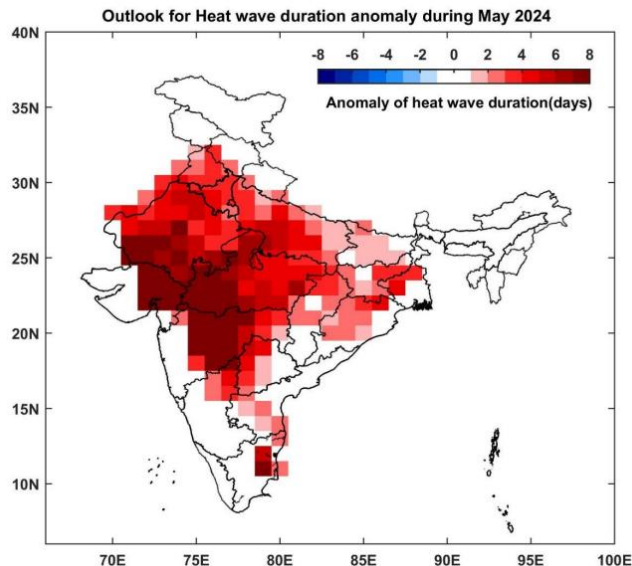 Outlook for Heat wave duration anomaly during May 2024
40N
-8 -6 -4 -2 0 2 4 6 8
Anomaly of heat wave duration(days)
35N
30N
25N
20N
15N
10N
70E 75E 80E 85E 90E 95E 100E